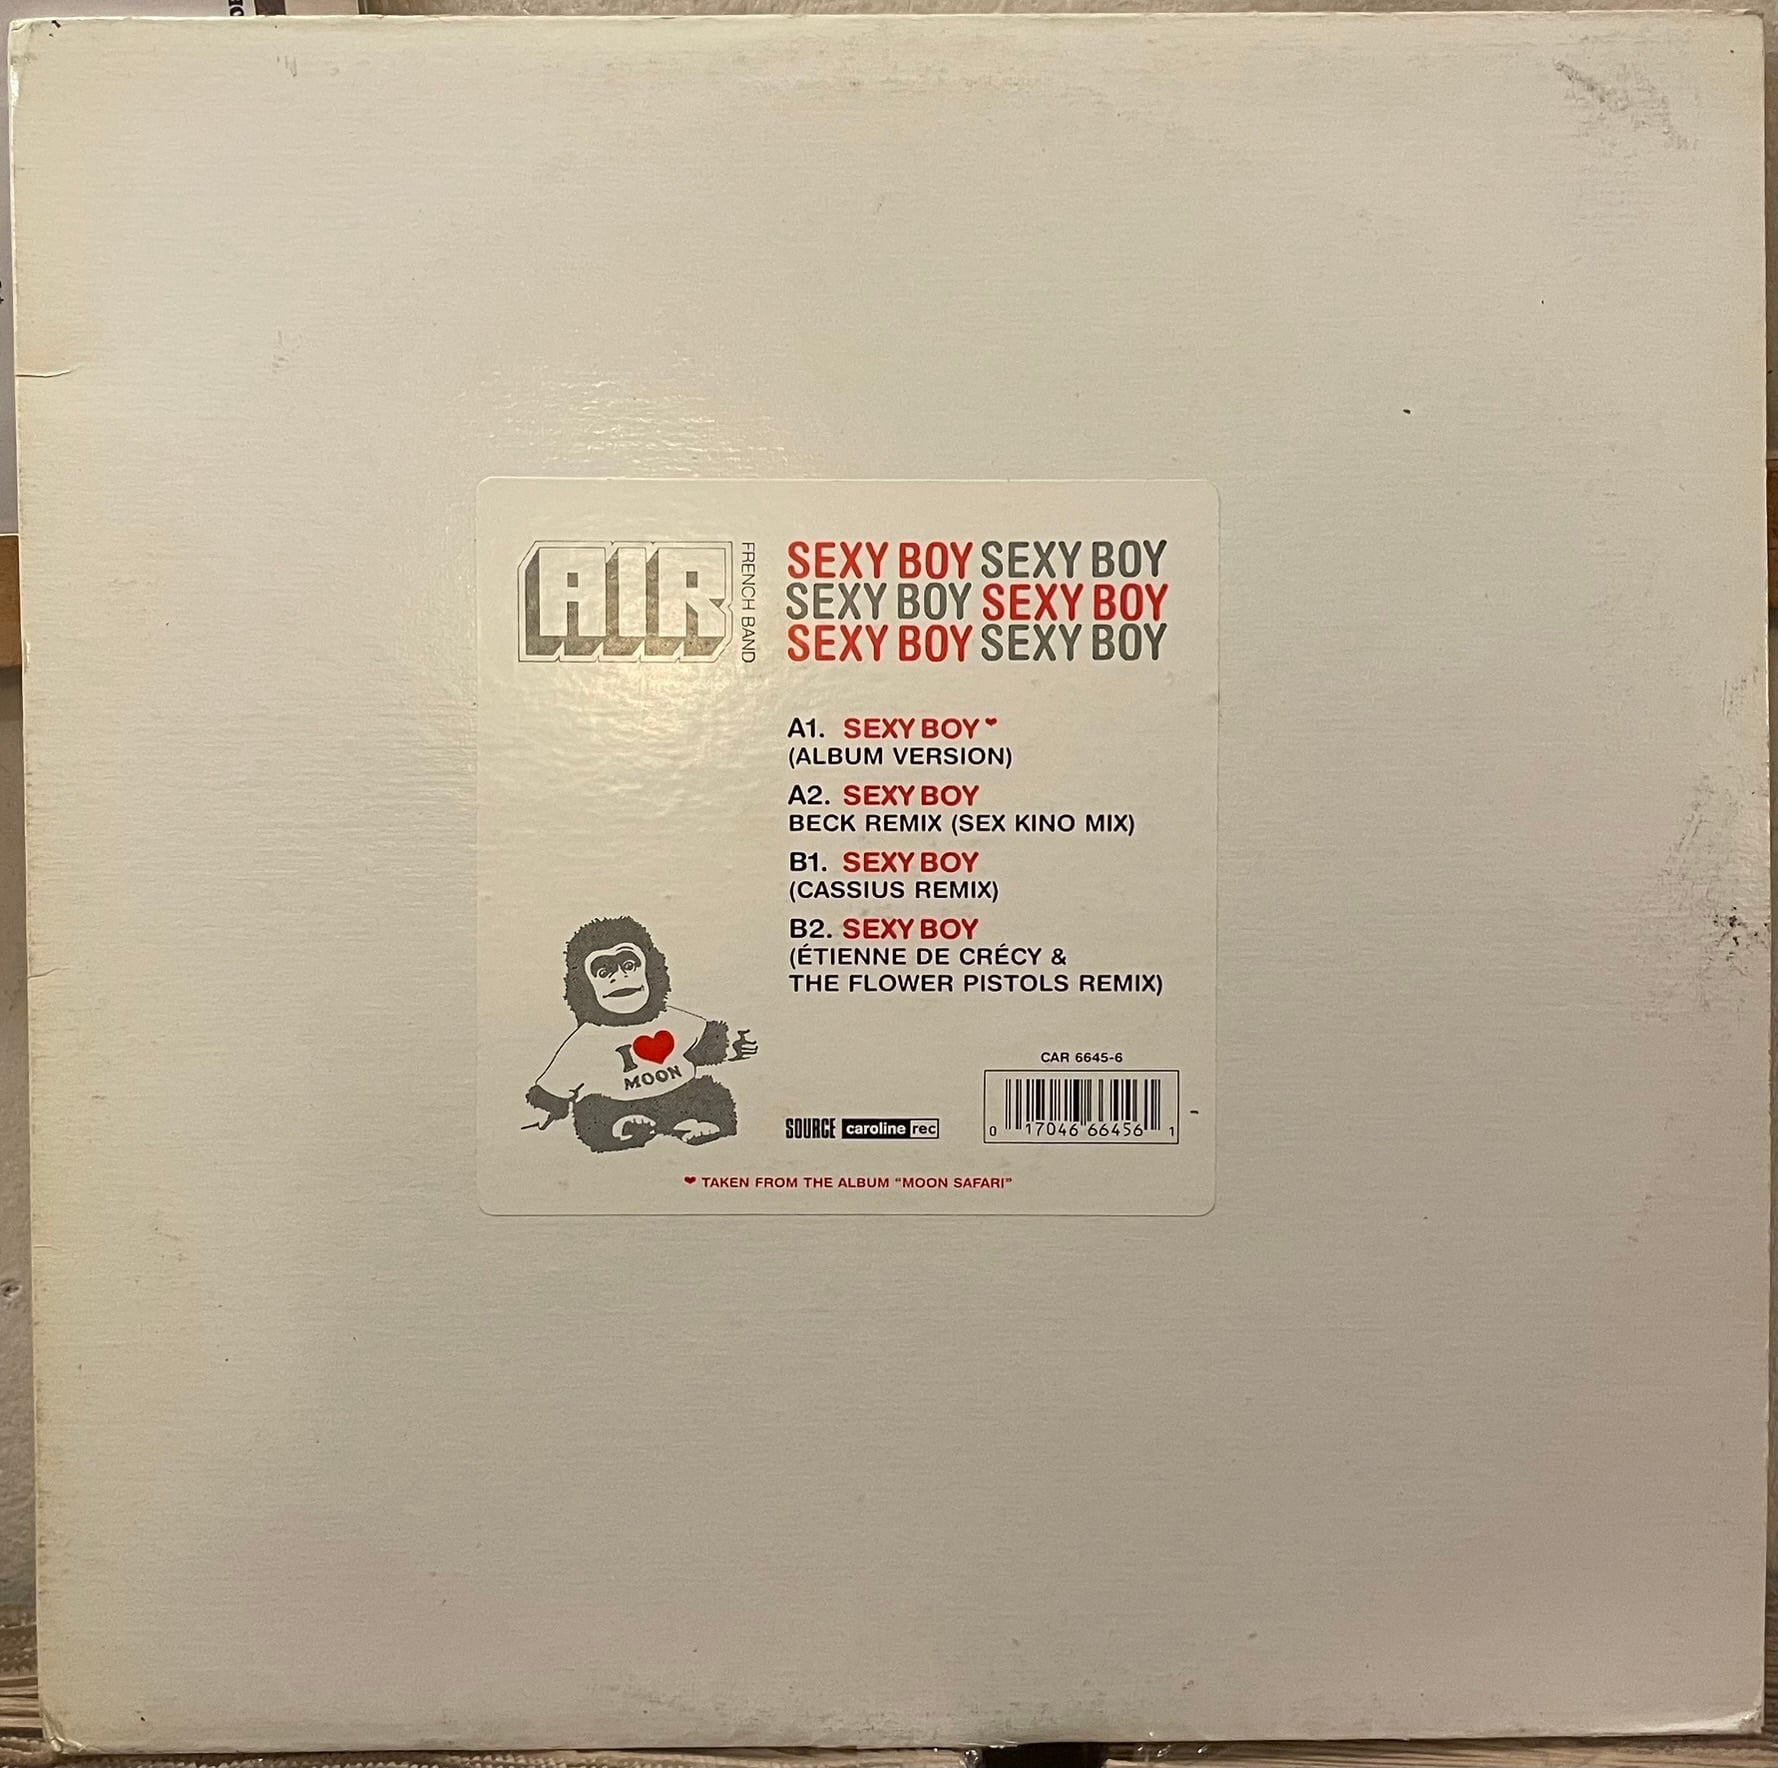 AIR
FRENCH BAND
SEXY BOY SEXY BOY
SEXY BOY SEXY BOY
SEXY BOY SEXY BOY
A1. SEXY BOY ❤
(ALBUM VERSION)
A2. SEXY BOY
BECK REMIX (SEX KINO MIX)
B1. SEXY BOY
(CASSIUS REMIX)
B2. SEXY BOY
(ÉTIENNE DE CRÉCY &
THE FLOWER PISTOLS REMIX)
I ❤
MOON
CAR 6645-6
SOURCE caroline rec
0 17046 66456 1
❤ TAKEN FROM THE ALBUM "MOON SAFARI"